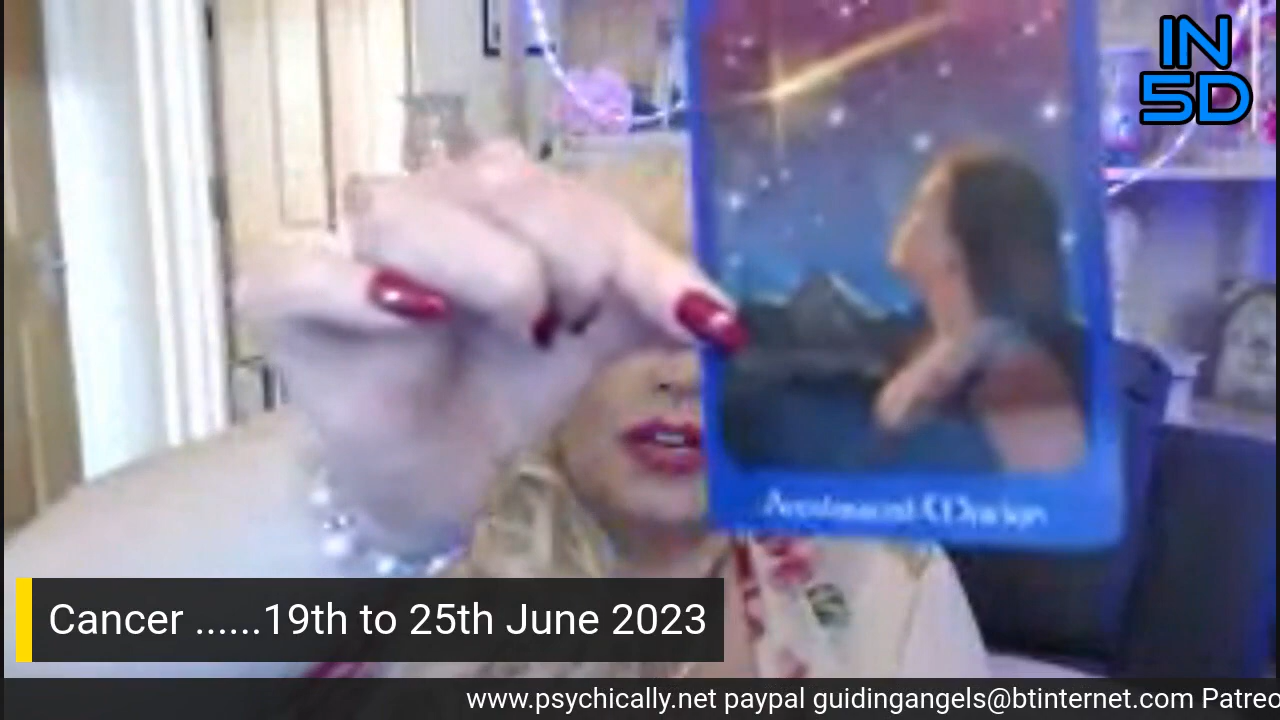 IN
5D
Cancer ......19th to 25th June 2023
www.psychically.net paypal guidingangels@btinternet.com Patreo